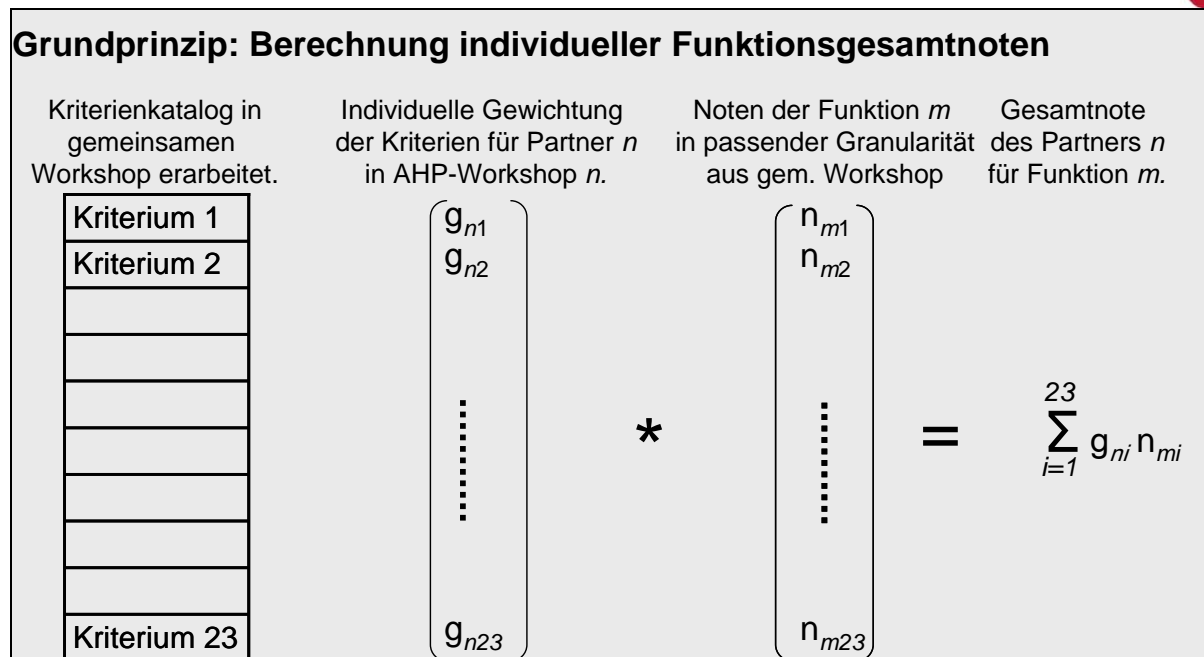 Grundprinzip: Berechnung individueller Funktionsgesamtnoten
Kriterienkatalog in
gemeinsamen
Workshop erarbeitet.
Individuelle Gewichtung
der Kriterien für Partner n
in AHP-Workshop n.
Noten der Funktion m
in passender Granularität
aus gem. Workshop
Gesamtnote
des Partners n
für Funktion m.
Kriterium 1
Kriterium 2
Kriterium 23
gn1
gn2
gn23
*
nm1
nm2
nm23
=
23
Σ gni nmi
i=1